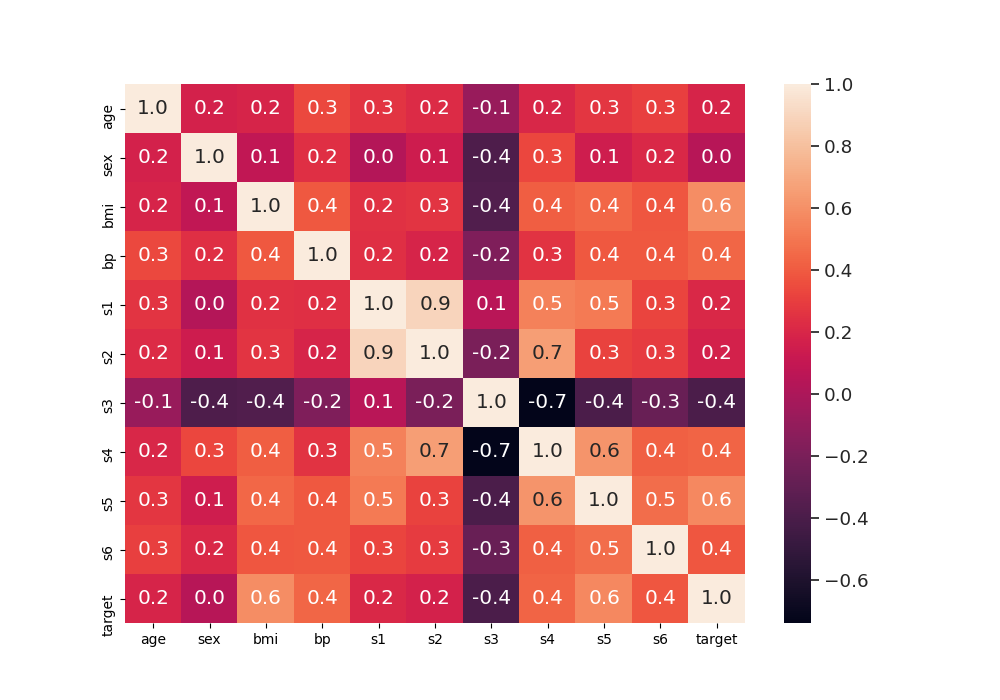 1.0
age 1.0 0.2 0.2 0.3 0.3 0.2 -0.1 0.2 0.3 0.3 0.2
0.8
sex 0.2 1.0 0.1 0.2 0.0 0.1 -0.4 0.3 0.1 0.2 0.0
0.6
bmi 0.2 0.1 1.0 0.4 0.2 0.3 -0.4 0.4 0.4 0.4 0.6
bp 0.3 0.2 0.4 1.0 0.2 0.2 -0.2 0.3 0.4 0.4 0.4
0.4
s1 0.3 0.0 0.2 0.2 1.0 0.9 0.1 0.5 0.5 0.3 0.2
0.2
s2 0.2 0.1 0.3 0.2 0.9 1.0 -0.2 0.7 0.3 0.3 0.2
0.0
s3 -0.1 -0.4 -0.4 -0.2 0.1 -0.2 1.0 -0.7 -0.4 -0.3 -0.4
s4 0.2 0.3 0.4 0.3 0.5 0.7 -0.7 1.0 0.6 0.4 0.4
−0.2
s5 0.3 0.1 0.4 0.4 0.5 0.3 -0.4 0.6 1.0 0.5 0.6
−0.4
s6 0.3 0.2 0.4 0.4 0.3 0.3 -0.3 0.4 0.5 1.0 0.4
−0.6
target 0.2 0.0 0.6 0.4 0.2 0.2 -0.4 0.4 0.6 0.4 1.0
age sex bmi bp s1 s2 s3 s4 s5 s6 target